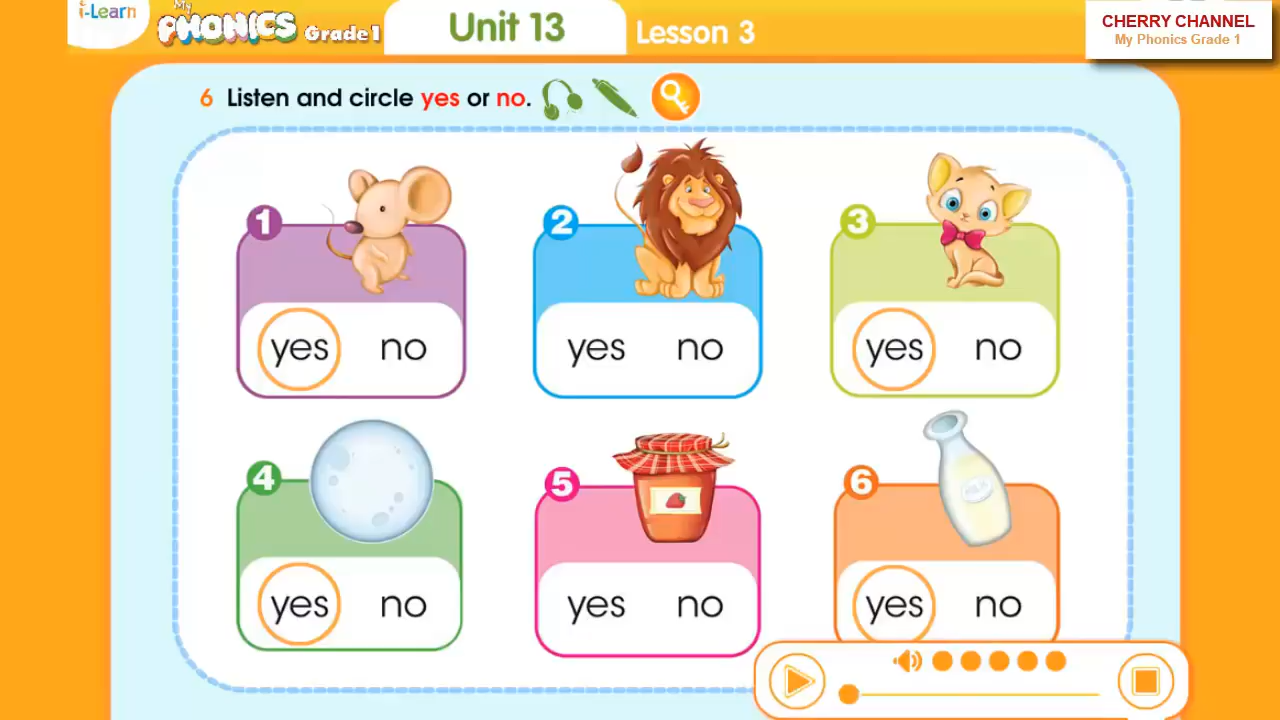 i-Learn
My
PHONICS Grade 1
Unit 13
Lesson 3
CHERRY CHANNEL
My Phonics Grade 1
6 Listen and circle yes or no.
1
yes no
2
yes no
3
yes no
4
yes no
5
yes no
6
yes no